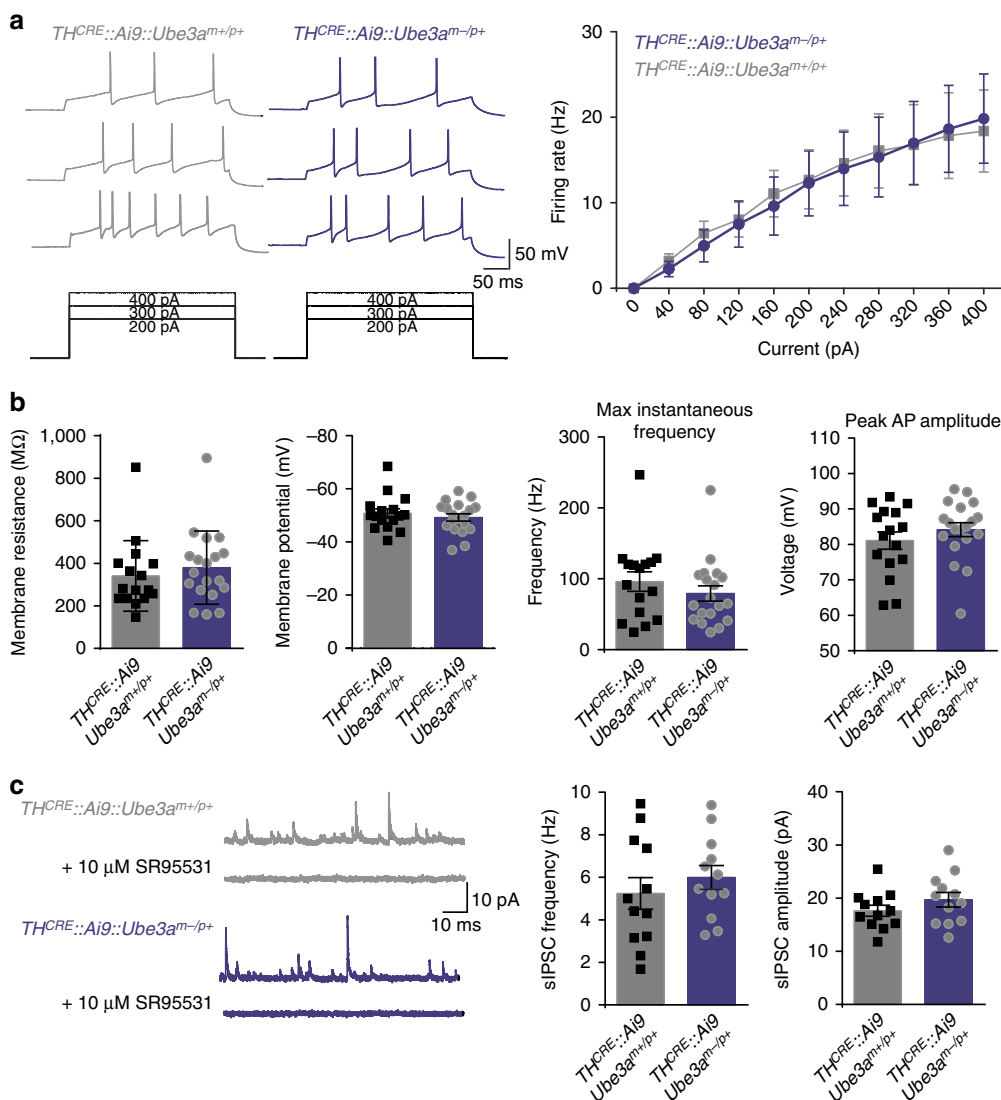 a
TH^CRE::Ai9::Ube3a^m+/p+
TH^CRE::Ai9::Ube3a^m–/p+
50 mV
50 ms
400 pA
300 pA
200 pA
400 pA
300 pA
200 pA
TH^CRE::Ai9::Ube3a^m–/p+
TH^CRE::Ai9::Ube3a^m+/p+
Firing rate (Hz)
30
20
10
0
0 40 80 120 160 200 240 280 320 360 400
Current (pA)
b
Membrane resistance (MΩ)
1,000
800
600
400
200
0
TH^CRE::Ai9
Ube3a^m+/p+
TH^CRE::Ai9
Ube3a^m–/p+
Membrane potential (mV)
–80
–60
–40
–20
0
TH^CRE::Ai9
Ube3a^m+/p+
TH^CRE::Ai9
Ube3a^m–/p+
Max instantaneous
frequency
Frequency (Hz)
300
200
100
0
TH^CRE::Ai9
Ube3a^m+/p+
TH^CRE::Ai9
Ube3a^m–/p+
Peak AP amplitude
Voltage (mV)
110
100
90
80
70
60
50
TH^CRE::Ai9
Ube3a^m+/p+
TH^CRE::Ai9
Ube3a^m–/p+
c
TH^CRE::Ai9::Ube3a^m+/p+
+ 10 μM SR95531
10 pA
10 ms
TH^CRE::Ai9::Ube3a^m–/p+
+ 10 μM SR95531
sIPSC frequency (Hz)
10
8
6
4
2
0
TH^CRE::Ai9
Ube3a^m+/p+
TH^CRE::Ai9
Ube3a^m–/p+
sIPSC amplitude (pA)
40
30
20
10
0
TH^CRE::Ai9
Ube3a^m+/p+
TH^CRE::Ai9
Ube3a^m–/p+